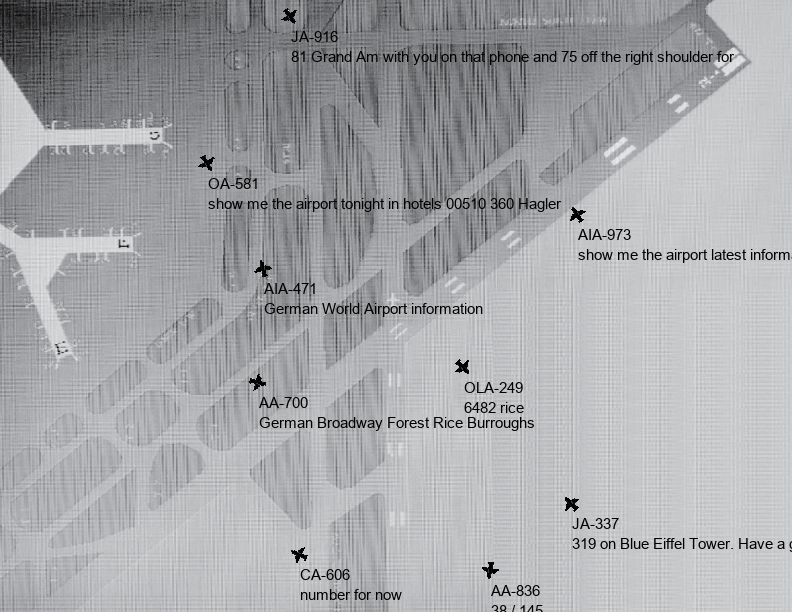 JA-916
81 Grand Am with you on that phone and 75 off the right shoulder for
OA-581
show me the airport tonight in hotels 00510 360 Hagler
AIA-973
show me the airport latest inform
AIA-471
German World Airport information
OLA-249
6482 rice
AA-700
German Broadway Forest Rice Burroughs
JA-337
319 on Blue Eiffel Tower. Have a g
CA-606
number for now
AA-836
38 / 145